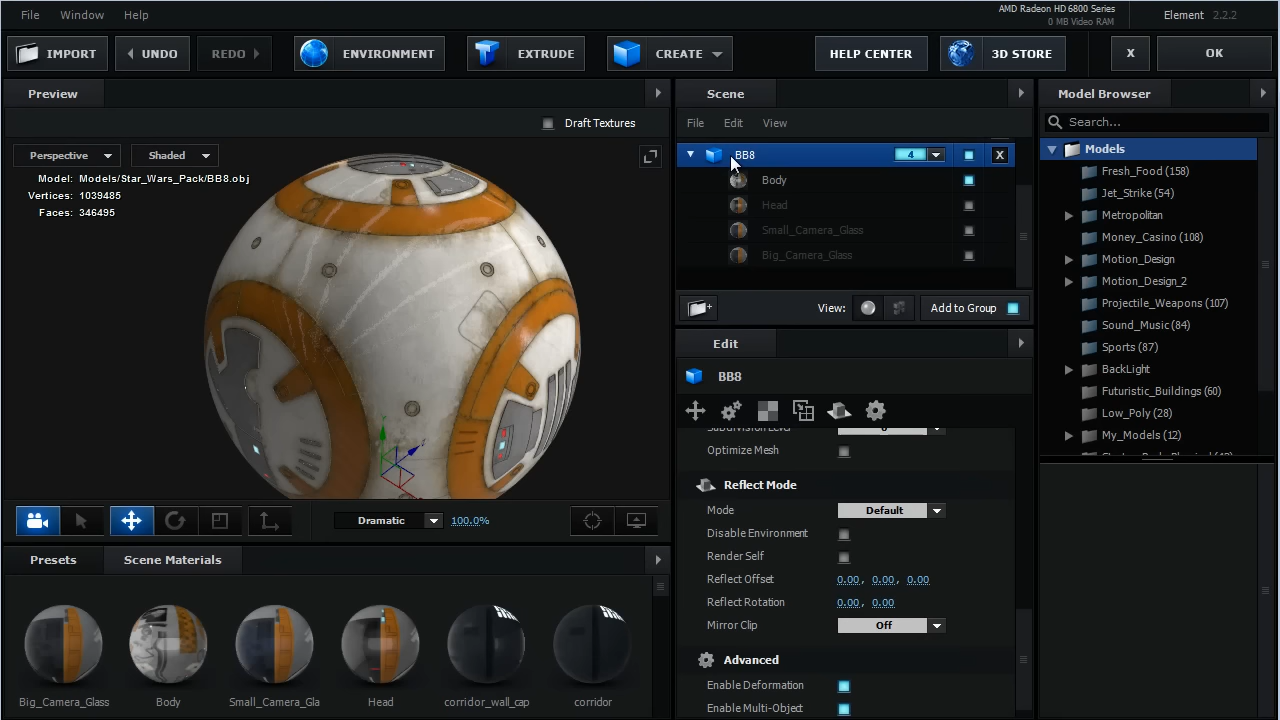 File Window Help
AMD Radeon HD 6800 Series
0 MB Video RAM
Element 2.2.2
IMPORT UNDO REDO ENVIRONMENT EXTRUDE CREATE HELP CENTER 3D STORE X OK
Preview
Draft Textures
Perspective Shaded
Model: Models/Star_Wars_Pack/BB8.obj
Vertices: 1039485
Faces: 346495
Dramatic 100.0%
Presets Scene Materials
Big_Camera_Glass Body Small_Camera_Gla Head corridor_wall_cap corridor
Scene
File Edit View
BB8 4 X
Body
Head
Small_Camera_Glass
Big_Camera_Glass
View: Add to Group
Edit
BB8
Optimize Mesh
Reflect Mode
Mode Default
Disable Environment
Render Self
Reflect Offset 0.00, 0.00, 0.00
Reflect Rotation 0.00, 0.00
Mirror Clip Off
Advanced
Enable Deformation
Enable Multi-Object
Model Browser
Search...
Models
Fresh_Food (158)
Jet_Strike (54)
Metropolitan
Money_Casino (108)
Motion_Design
Motion_Design_2
Projectile_Weapons (107)
Sound_Music (84)
Sports (87)
BackLight
Futuristic_Buildings (60)
Low_Poly (28)
My_Models (12)